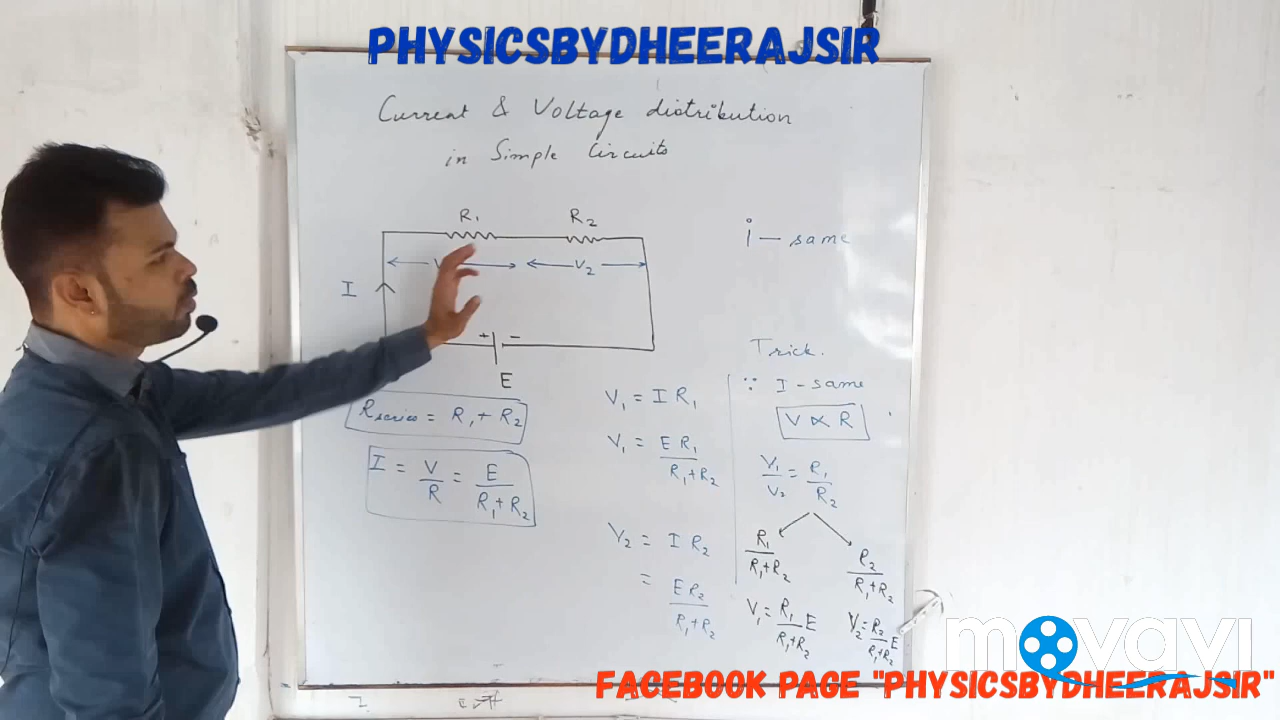 PHYSICSBYDHEERAJSIR
Current & Voltage distribution
in Simple Circuits
R₁ R₂
i — same
V V₂
I
+ −
E
Rseries = R₁ + R₂
I = V/R = E/(R₁+R₂)
V₁ = I R₁
V₁ = E R₁/(R₁+R₂)
V₂ = I R₂
= E R₂/(R₁+R₂)
Trick.
∵ I - same
V ∝ R
V₁/V₂ = R₁/R₂
R₁/(R₁+R₂) R₂/(R₁+R₂)
V₁ = R₁/(R₁+R₂) E V₂ = R₂/(R₁+R₂) E
movavi
FACEBOOK PAGE "PHYSICSBYDHEERAJSIR"